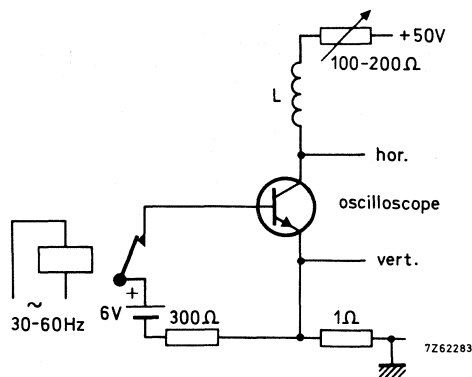 +50V
100-200Ω
L
hor.
oscilloscope
vert.
~
30-60Hz
+
6V
300Ω
1Ω
7Z62283